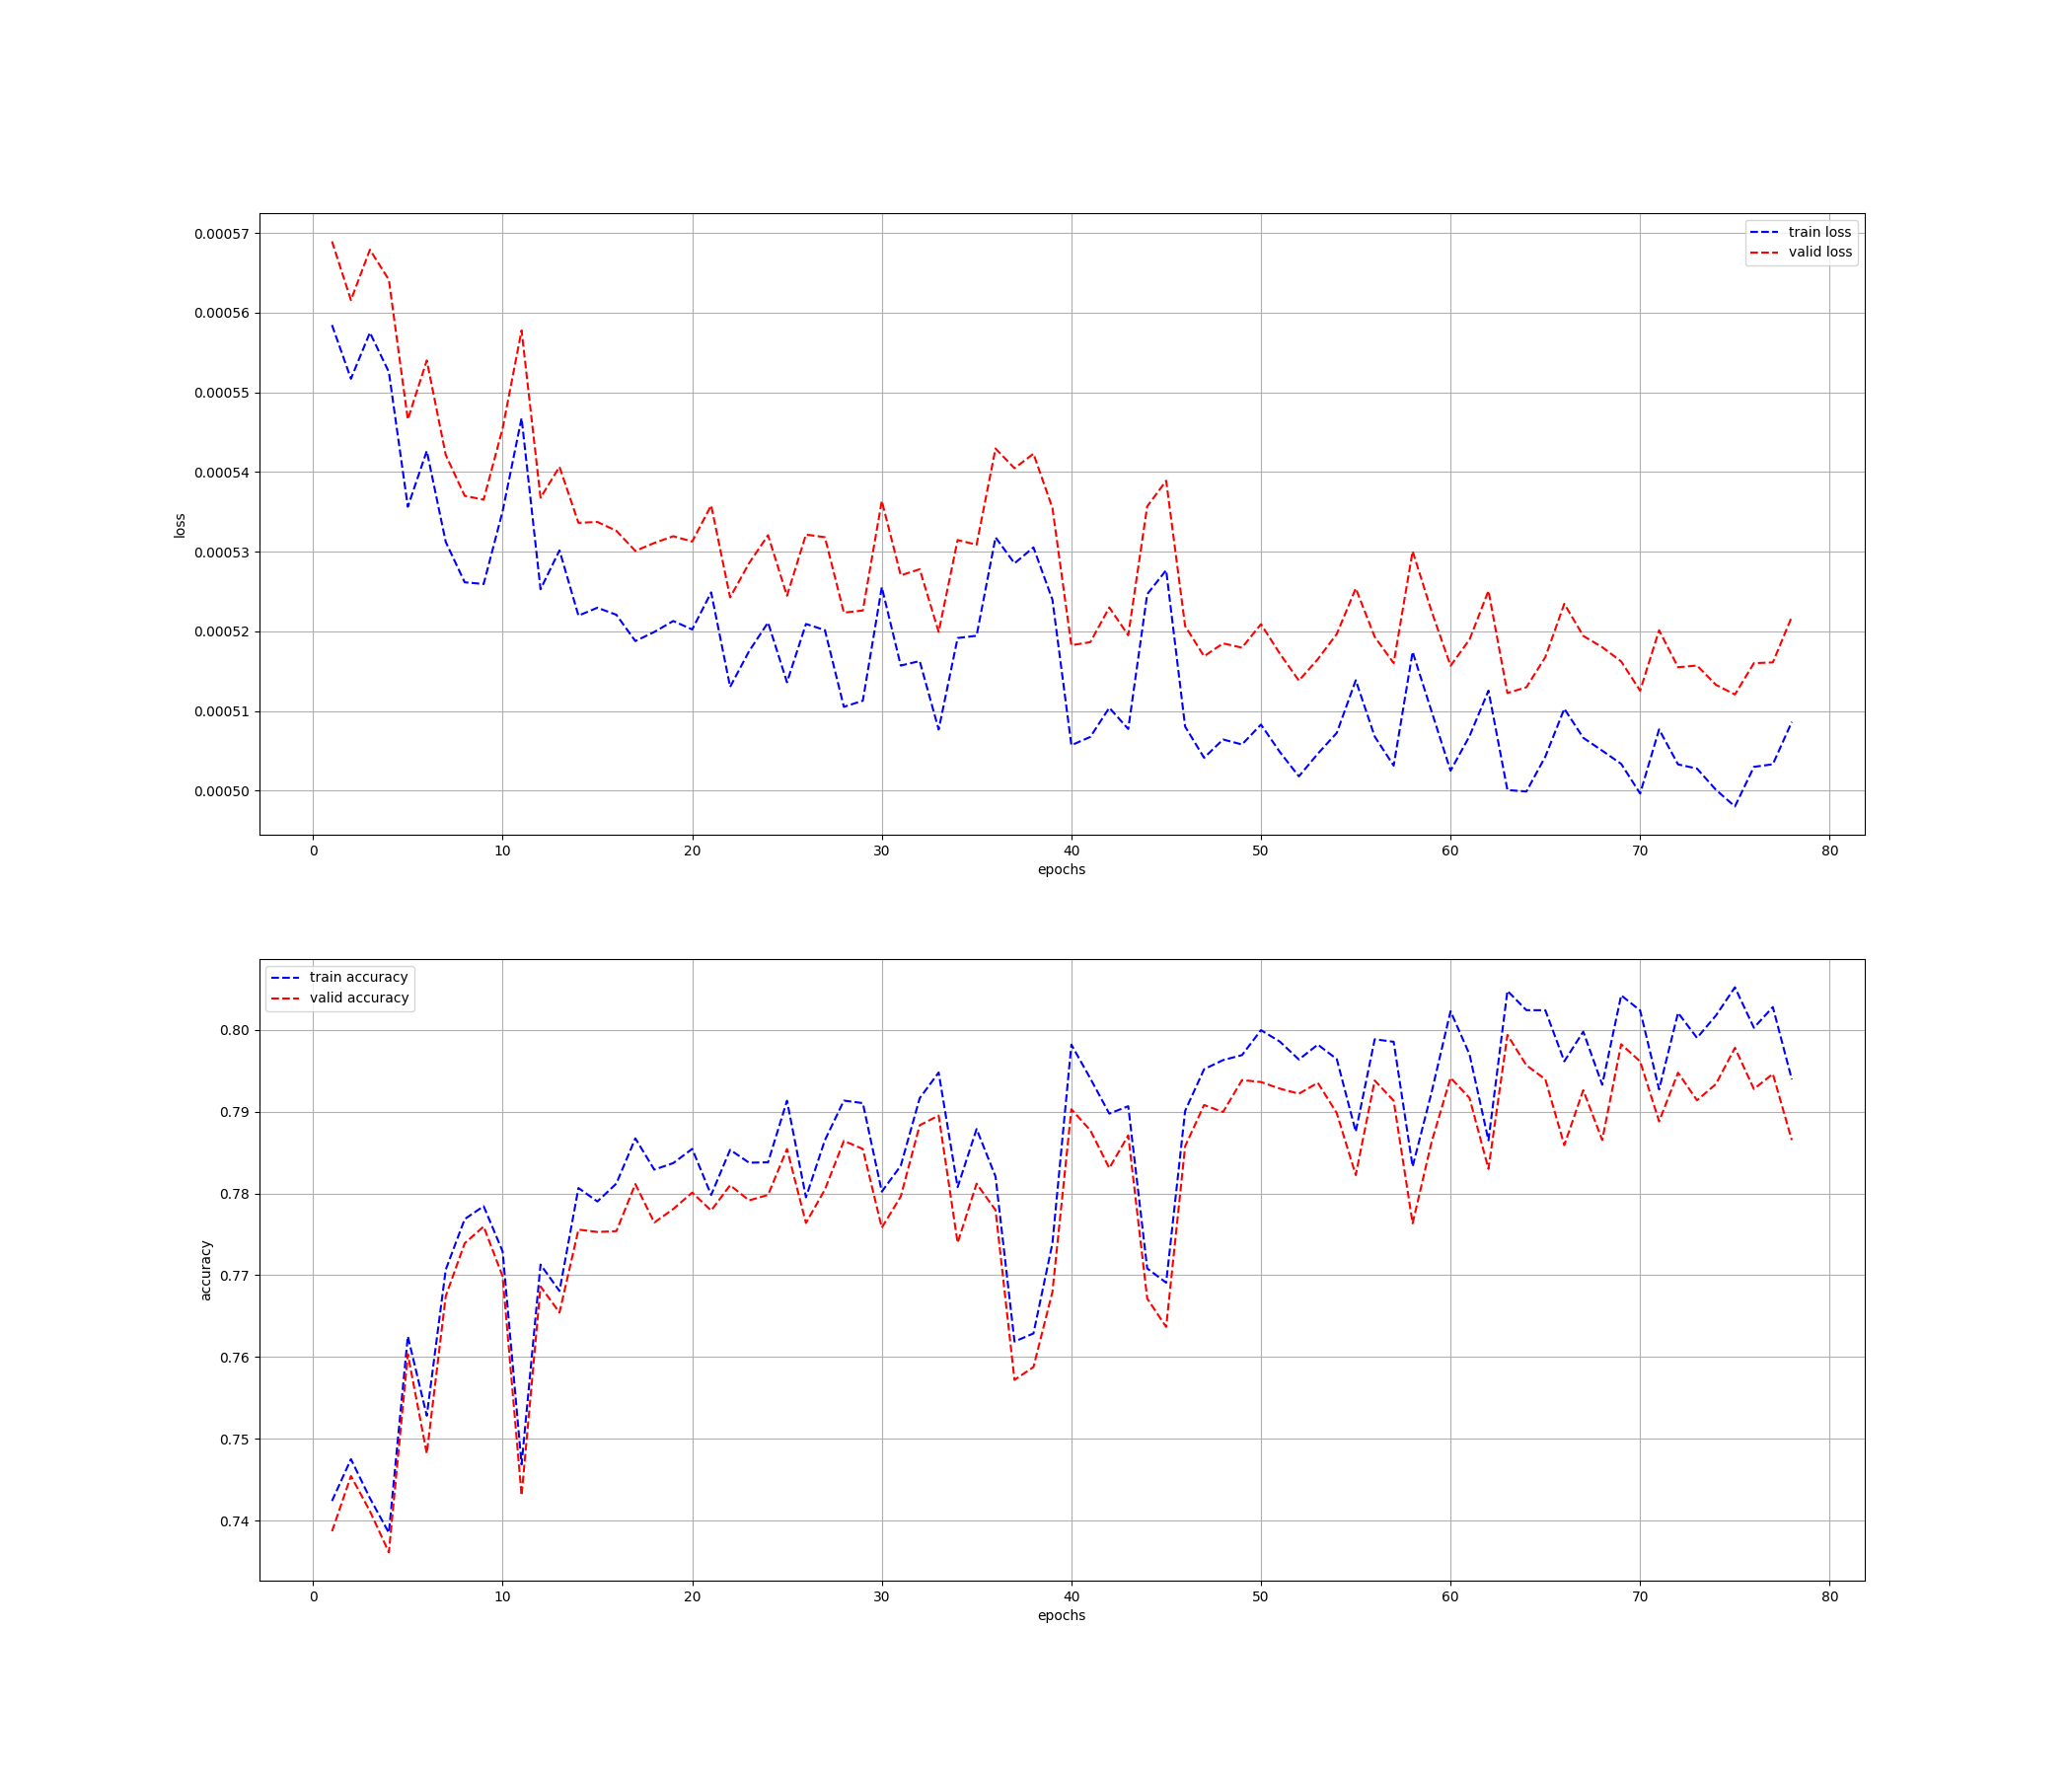 0.00057
0.00056
0.00055
0.00054
0.00053
0.00052
0.00051
0.00050
loss
train loss
valid loss
0 10 20 30 40 50 60 70 80
epochs
train accuracy
valid accuracy
0.80
0.79
0.78
0.77
0.76
0.75
0.74
accuracy
0 10 20 30 40 50 60 70 80
epochs